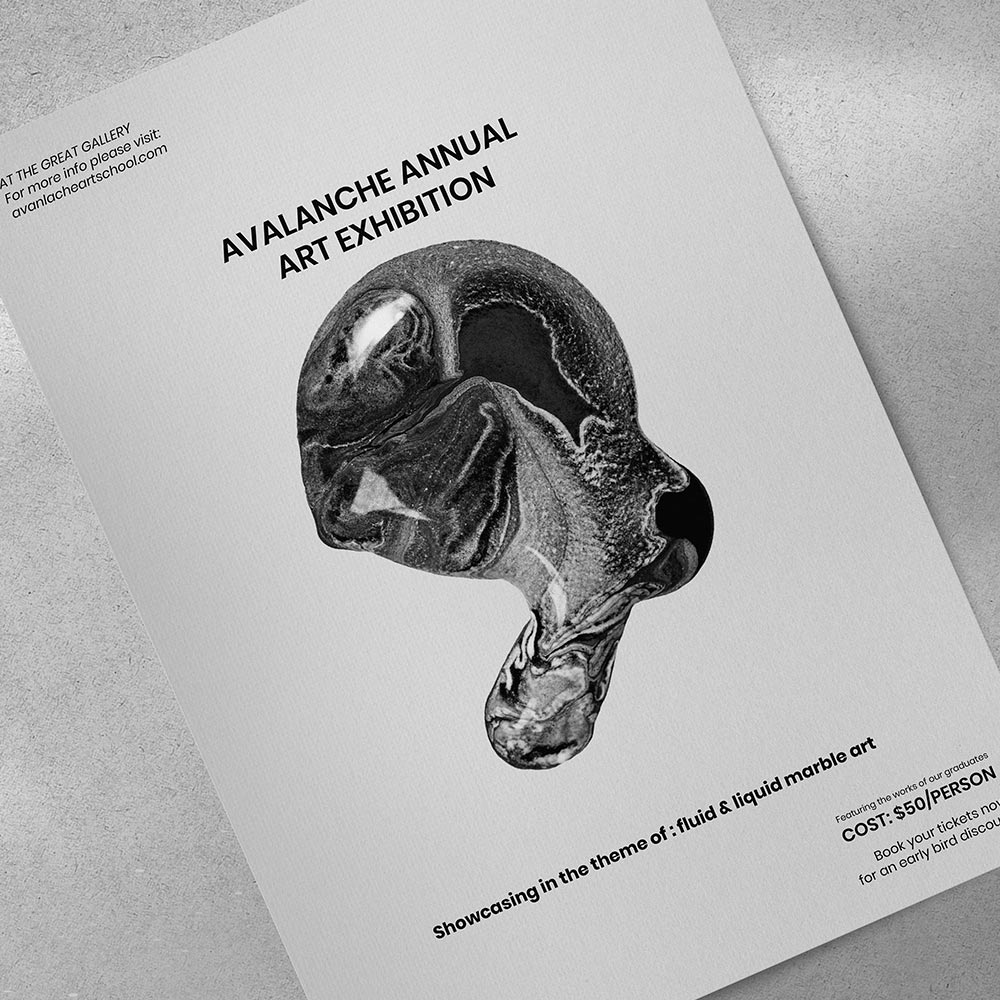 AT THE GREAT GALLERY
For more info please visit:
avanlacheartschool.com
AVALANCHE ANNUAL
ART EXHIBITION
Showcasing in the theme of : fluid & liquid marble art
Featuring the works of our graduates
COST: $50/PERSON
Book your tickets now
for an early bird